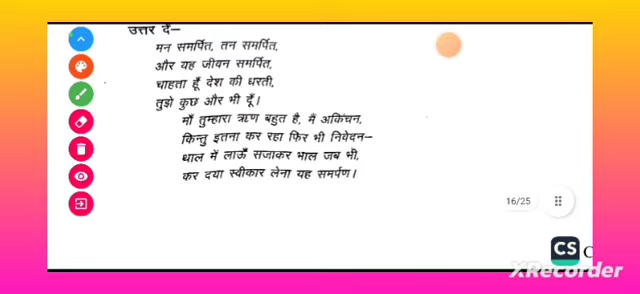 उत्तर दें–
मन समर्पित, तन समर्पित,
और यह जीवन समर्पित,
चाहता हूँ देश की धरती,
तुझे कुछ और भी दूँ।
माँ तुम्हारा ऋण बहुत है, मैं अकिंचन,
किन्तु इतना कर रहा फिर भी निवेदन–
थाल में लाऊँ सजाकर भाल जब भी,
कर दया स्वीकार लेना यह समर्पण।
16/25
CS C
XRecorder